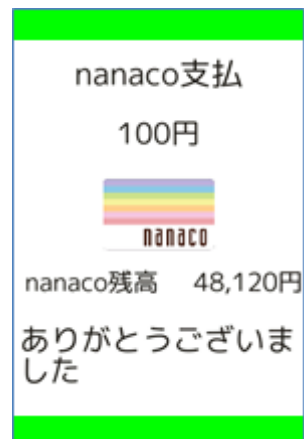 nanaco支払
100円
nanaco
nanaco残高 48,120円
ありがとうございま
した